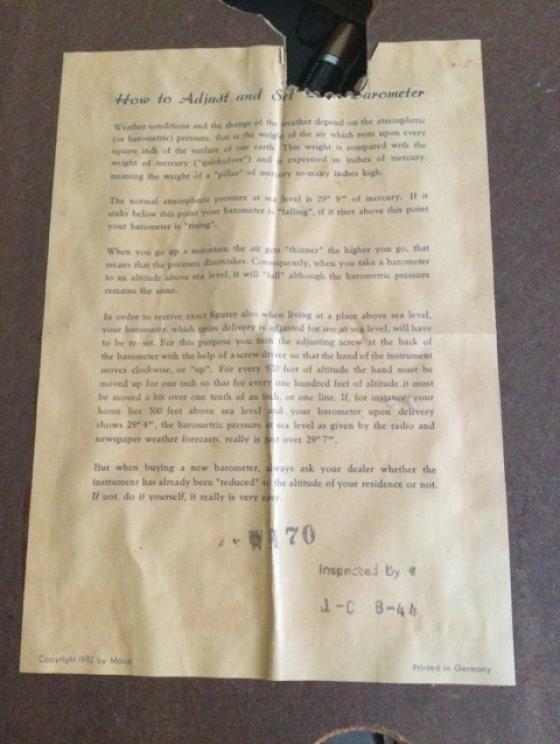 How to Adjust and Set Barometer
Weather conditions and the change of the weather depend on the atmospheric
(or barometric) pressure, that is the weight of the air which rests upon every
square inch of the surface of our earth. This weight is compared with the
weight of mercury ("quicksilver") and is expressed in inches of mercury,
meaning the weight of a "pillar" of mercury so-many inches high.
The normal atmospheric pressure at sea level is 29" 9"' of mercury. If it
sinks below this point your barometer is "falling", if it rises above this point
your barometer is "rising".
When you go up a mountain the air gets "thinner" the higher you go, that
means that the pressure diminishes. Consequently, when you take a barometer
to an altitude above sea level, it will "fall" although the barometric pressure
remains the same.
In order to receive exact figures also when living at a place above sea level,
your barometer, which upon delivery is adjusted for use at sea level, will have
to be re-set. For this purpose you turn the adjusting screw at the back of
the barometer with the help of a screw driver so that the hand of the instrument
moves clockwise, or "up". For every 920 feet of altitude the hand must be
moved up for one inch so that for every one hundred feet of altitude it must
be moved a bit over one tenth of an inch, or one line. If, for instance your
home lies 300 feet above sea level and your barometer upon delivery
shows 29" 4"', the barometric pressure at sea level as given by the radio and
newspaper weather forecasts, really is just over 29" 7"'.
But when buying a new barometer, always ask your dealer whether the
instrument has already been "reduced" to the altitude of your residence or not.
If not, do it yourself, it really is very easy.
70
Inspected by
J-C 8-44
Copyright 1952 by Moco
Printed in Germany